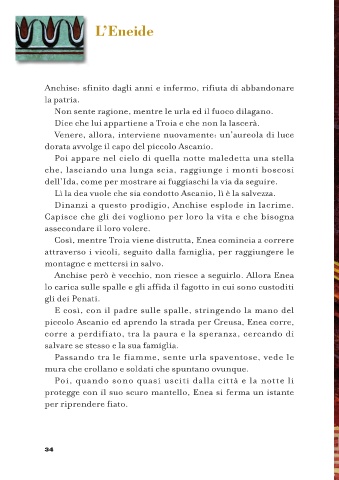 L'Eneide
Anchise: sfinito dagli anni e infermo, rifiuta di abbandonare
la patria.
Non sente ragione, mentre le urla ed il fuoco dilagano.
Dice che lui appartiene a Troia e che non la lascerà.
Venere, allora, interviene nuovamente: un'aureola di luce
dorata avvolge il capo del piccolo Ascanio.
Poi appare nel cielo di quella notte maledetta una stella
che, lasciando una lunga scia, raggiunge i monti boscosi
dell'Ida, come per mostrare ai fuggiaschi la via da seguire.
Lì la dea vuole che sia condotto Ascanio, lì è la salvezza.
Dinanzi a questo prodigio, Anchise esplode in lacrime.
Capisce che gli dei vogliono per loro la vita e che bisogna
assecondare il loro volere.
Così, mentre Troia viene distrutta, Enea comincia a correre
attraverso i vicoli, seguito dalla famiglia, per raggiungere le
montagne e mettersi in salvo.
Anchise però è vecchio, non riesce a seguirlo. Allora Enea
lo carica sulle spalle e gli affida il fagotto in cui sono custoditi
gli dei Penati.
E così, con il padre sulle spalle, stringendo la mano del
piccolo Ascanio ed aprendo la strada per Creusa, Enea corre,
corre a perdifiato, tra la paura e la speranza, cercando di
salvare se stesso e la sua famiglia.
Passando tra le fiamme, sente urla spaventose, vede le
mura che crollano e soldati che spuntano ovunque.
Poi, quando sono quasi usciti dalla città e la notte li
protegge con il suo scuro mantello, Enea si ferma un istante
per riprendere fiato.
34